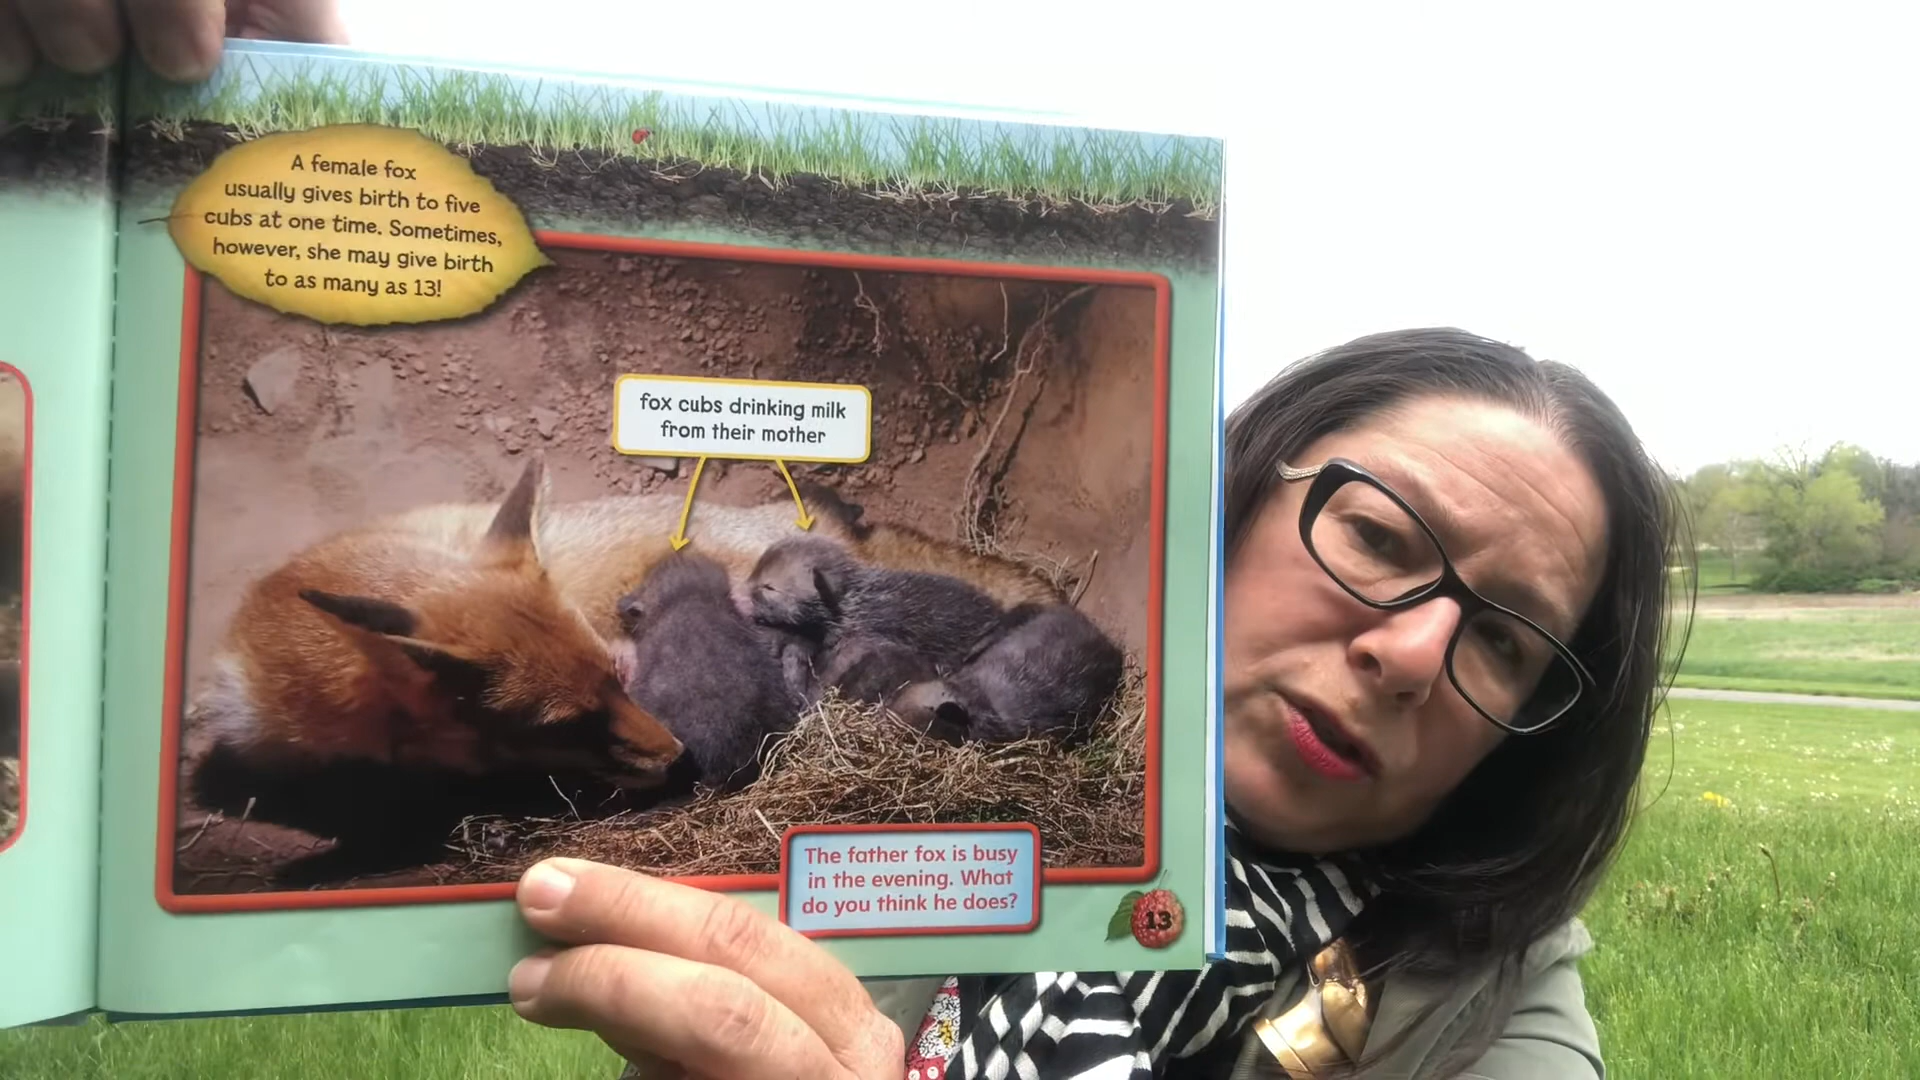 A female fox
usually gives birth to five
cubs at one time. Sometimes,
however, she may give birth
to as many as 13!
fox cubs drinking milk
from their mother
The father fox is busy
in the evening. What
do you think he does?
13